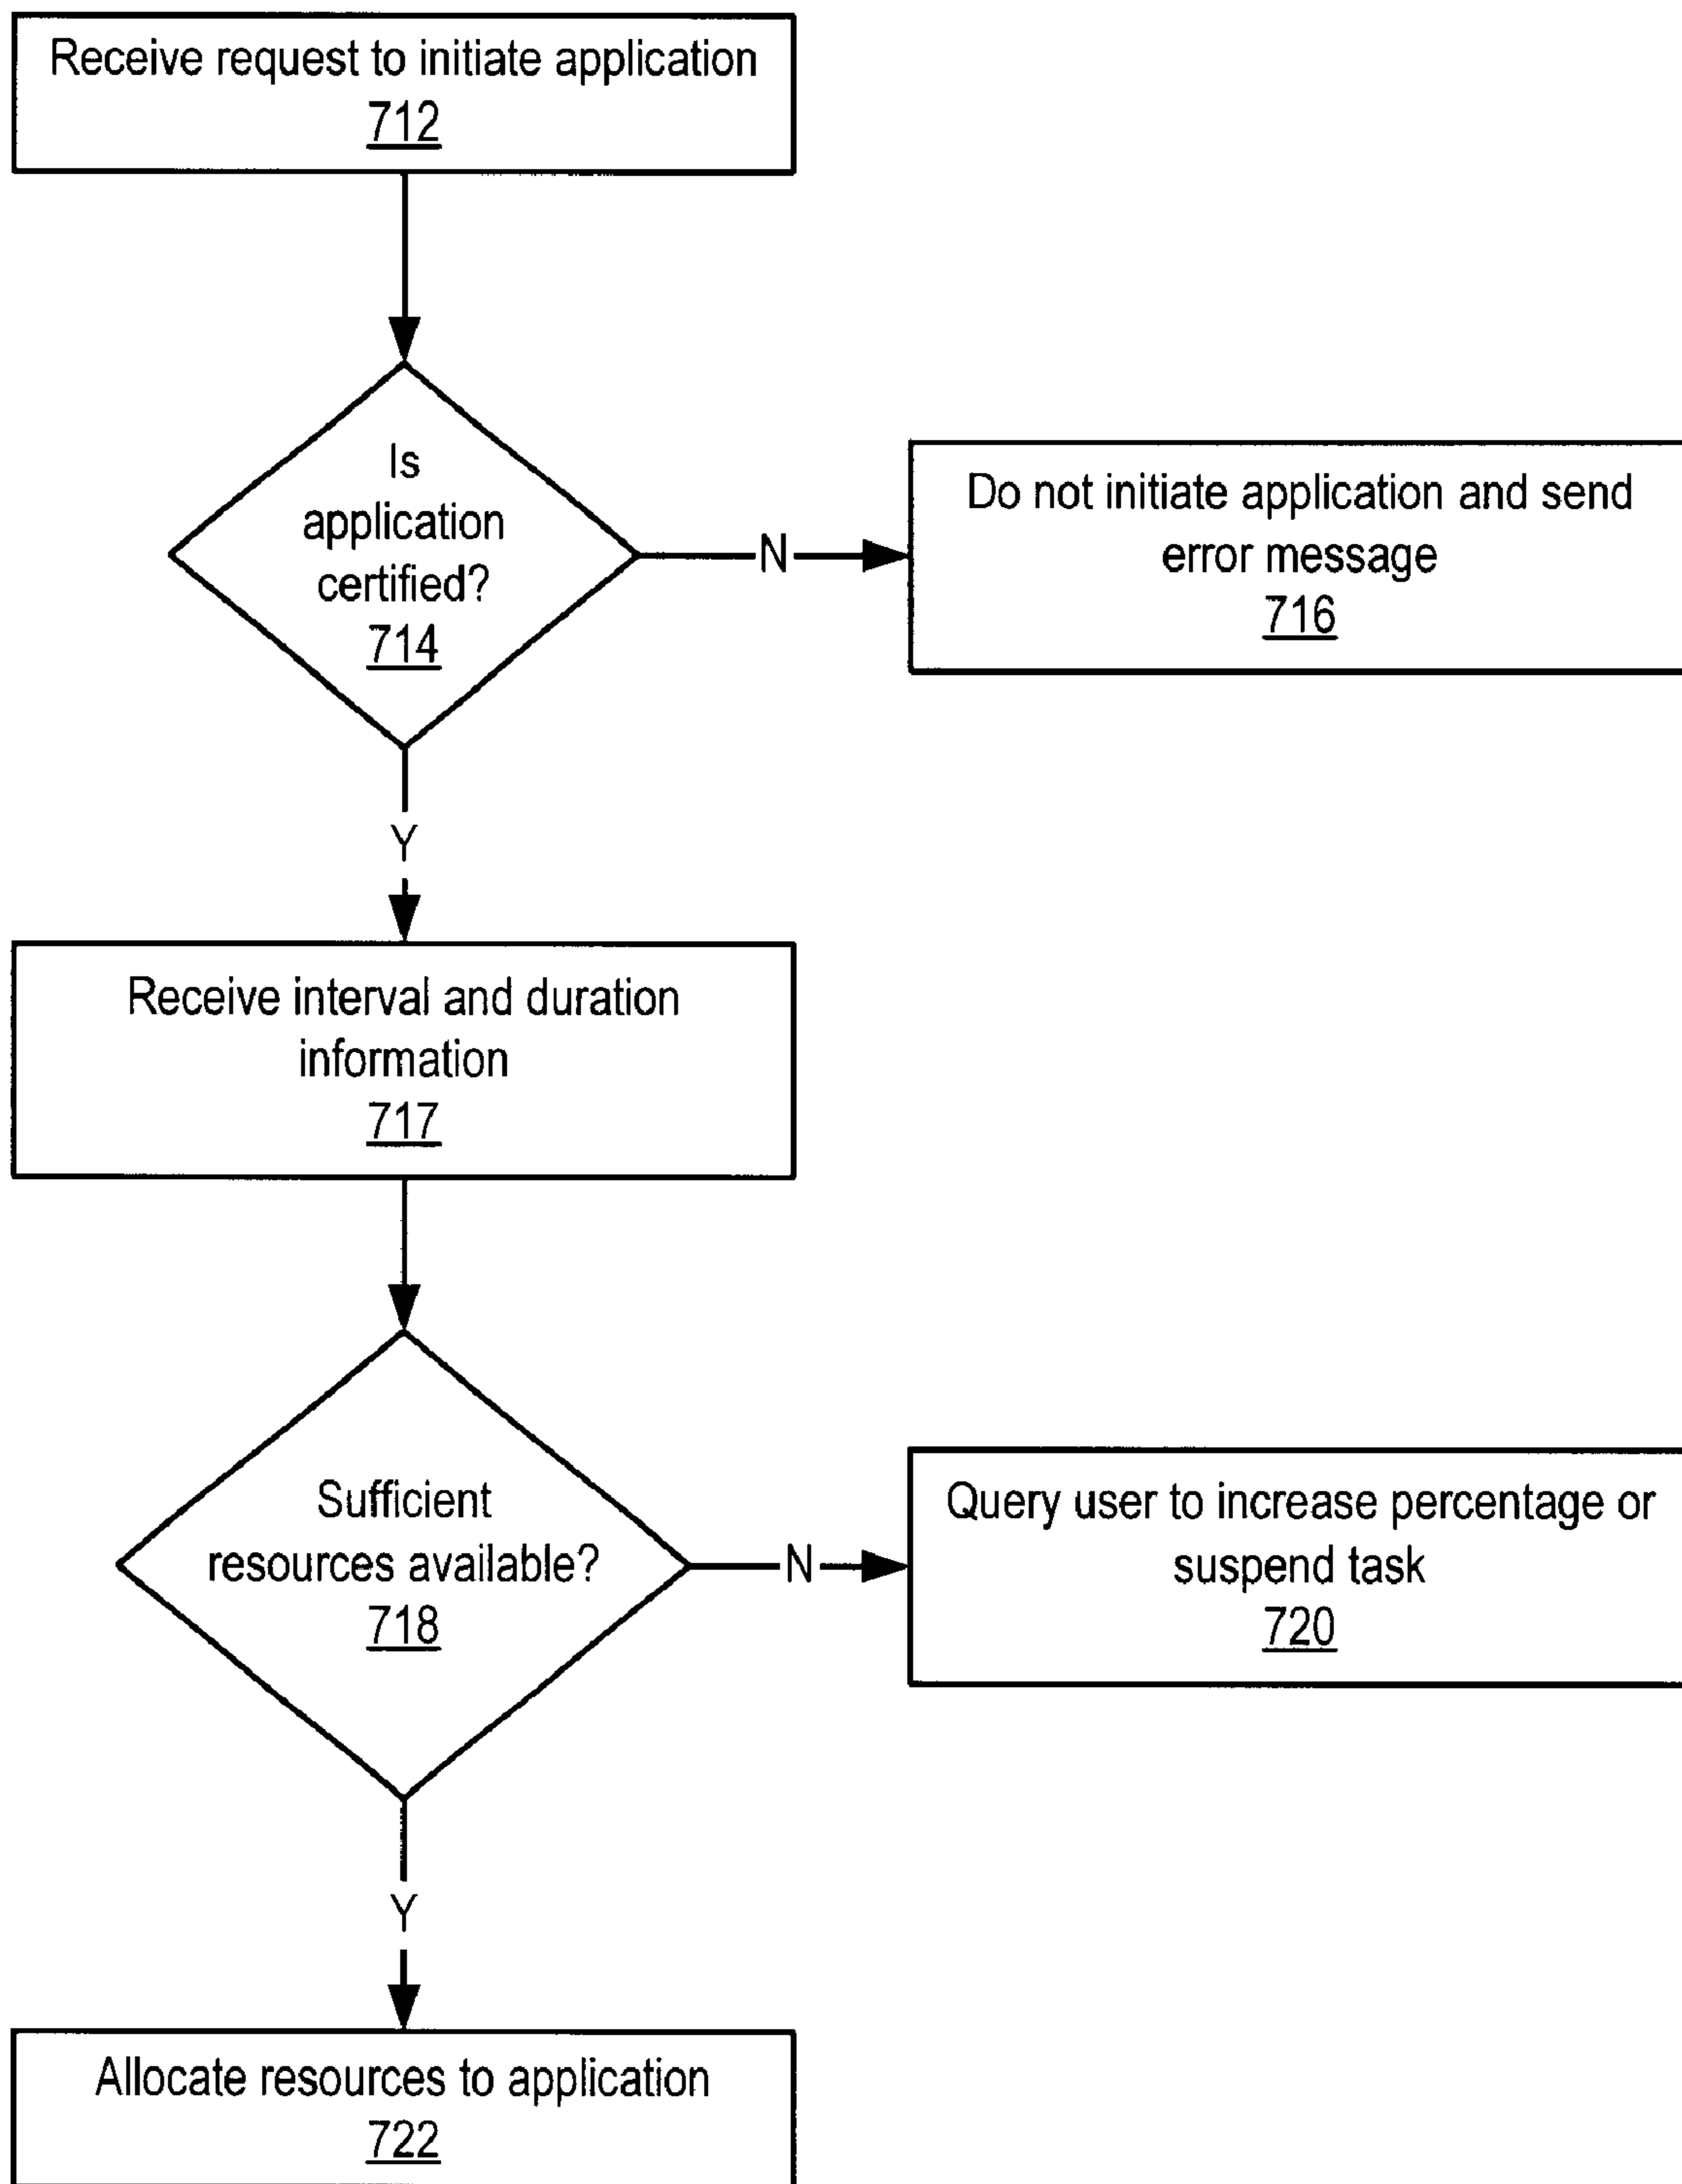 Receive request to initiate application
712
Is
application
certified?
714
N
Do not initiate application and send
error message
716
Y
Receive interval and duration
information
717
Sufficient
resources available?
718
N
Query user to increase percentage or
suspend task
720
Y
Allocate resources to application
722